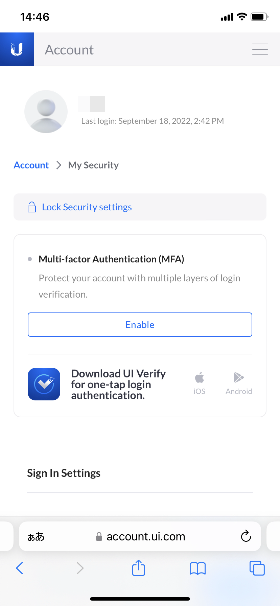 14:46
Account
Last login: September 18, 2022, 2:42 PM
Account > My Security
Lock Security settings
Multi-factor Authentication (MFA)
Protect your account with multiple layers of login
verification.
Enable
Download UI Verify
for one-tap login
authentication.
iOS
Android
Sign In Settings
ぁあ
account.ui.com